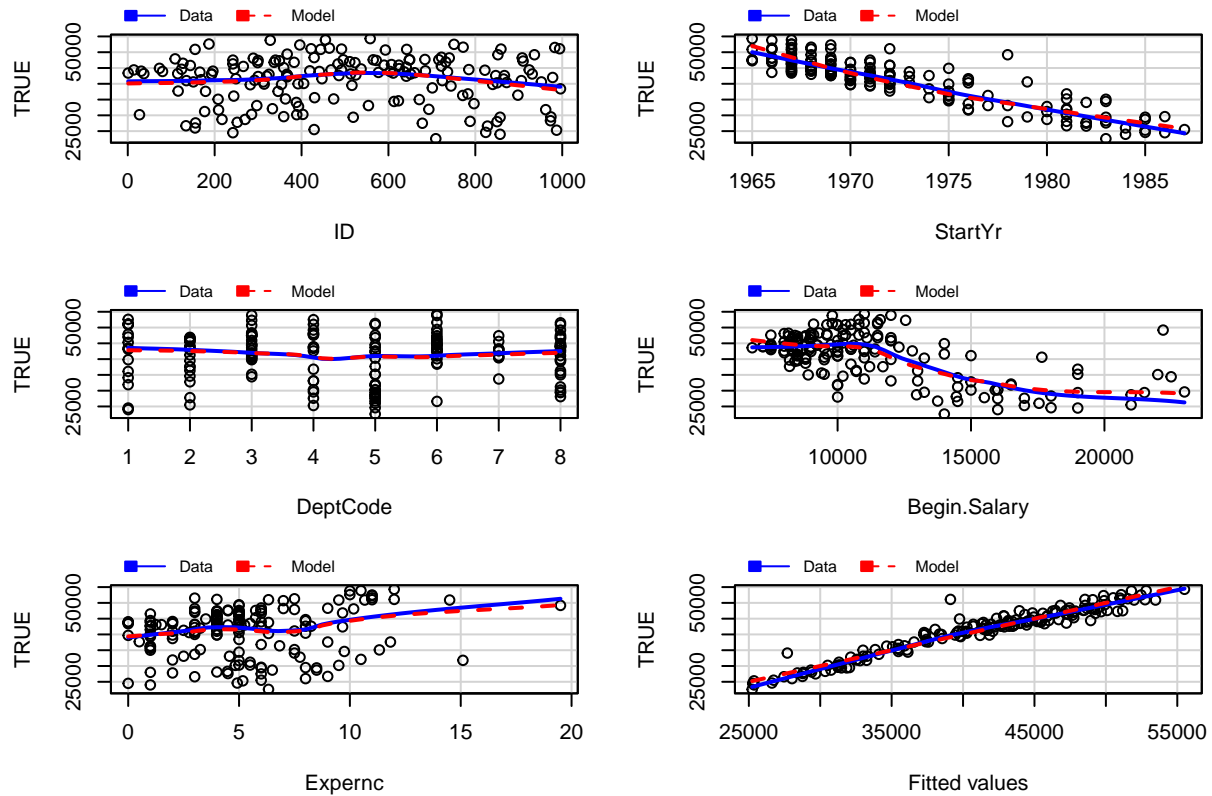 Data Model
TRUE
25000 50000
0 200 400 600 800 1000
ID
Data Model
TRUE
25000 50000
1965 1970 1975 1980 1985
StartYr
Data Model
TRUE
25000 50000
1 2 3 4 5 6 7 8
DeptCode
Data Model
TRUE
25000 50000
10000 15000 20000
Begin.Salary
Data Model
TRUE
25000 50000
0 5 10 15 20
Expernc
Data Model
TRUE
25000 50000
25000 35000 45000 55000
Fitted values